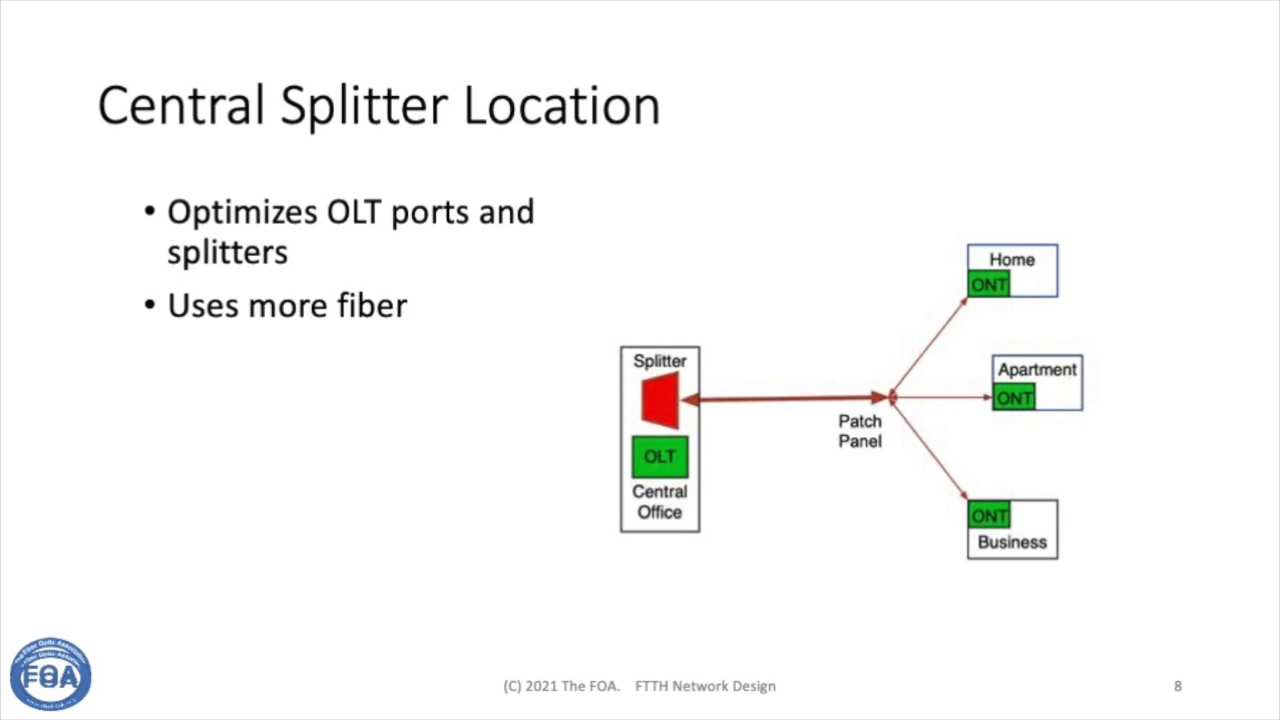 Central Splitter Location
• Optimizes OLT ports and
splitters
• Uses more fiber
Splitter
OLT
Central
Office
Patch
Panel
Home
ONT
Apartment
ONT
ONT
Business
FOA
(C) 2021 The FOA. FTTH Network Design
8